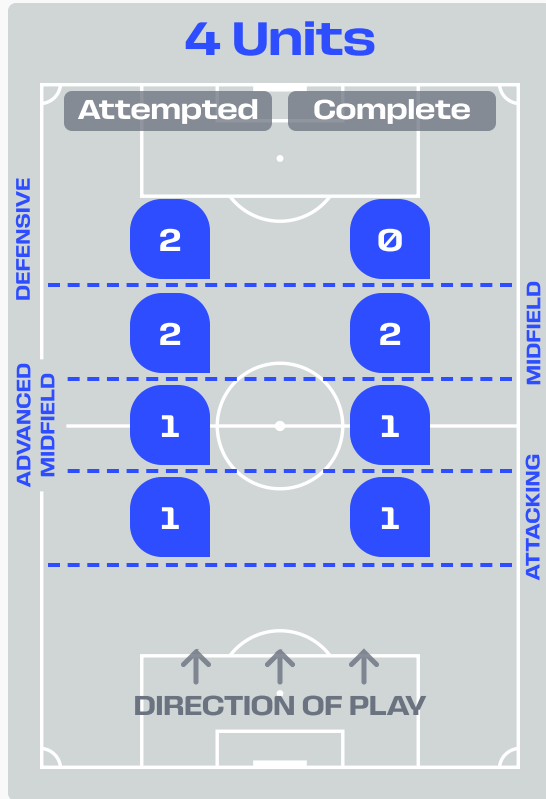 4 Units
Attempted Complete
DEFENSIVE
2 0
MIDFIELD
2 2
ADVANCED
MIDFIELD
1 1
ATTACKING
1 1
DIRECTION OF PLAY